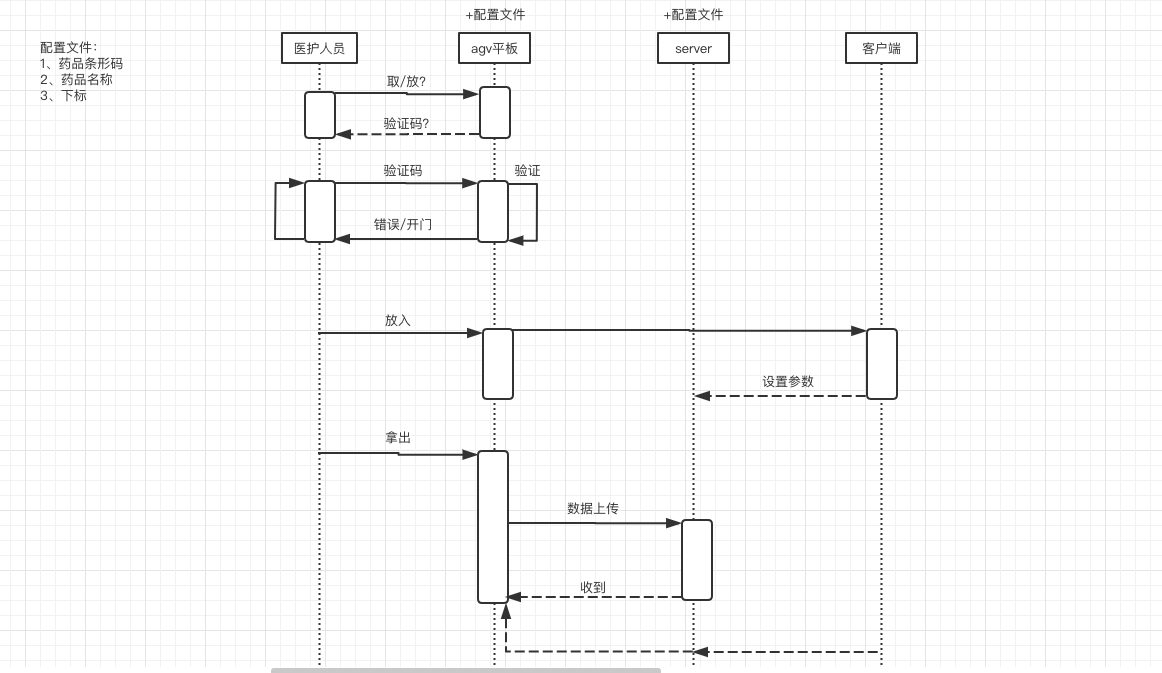 +配置文件
+配置文件
配置文件：
1、药品条形码
2、药品名称
3、下标
医护人员
agv平板
server
客户端
取/放?
验证码?
验证码
验证
错误/开门
放入
设置参数
拿出
数据上传
收到